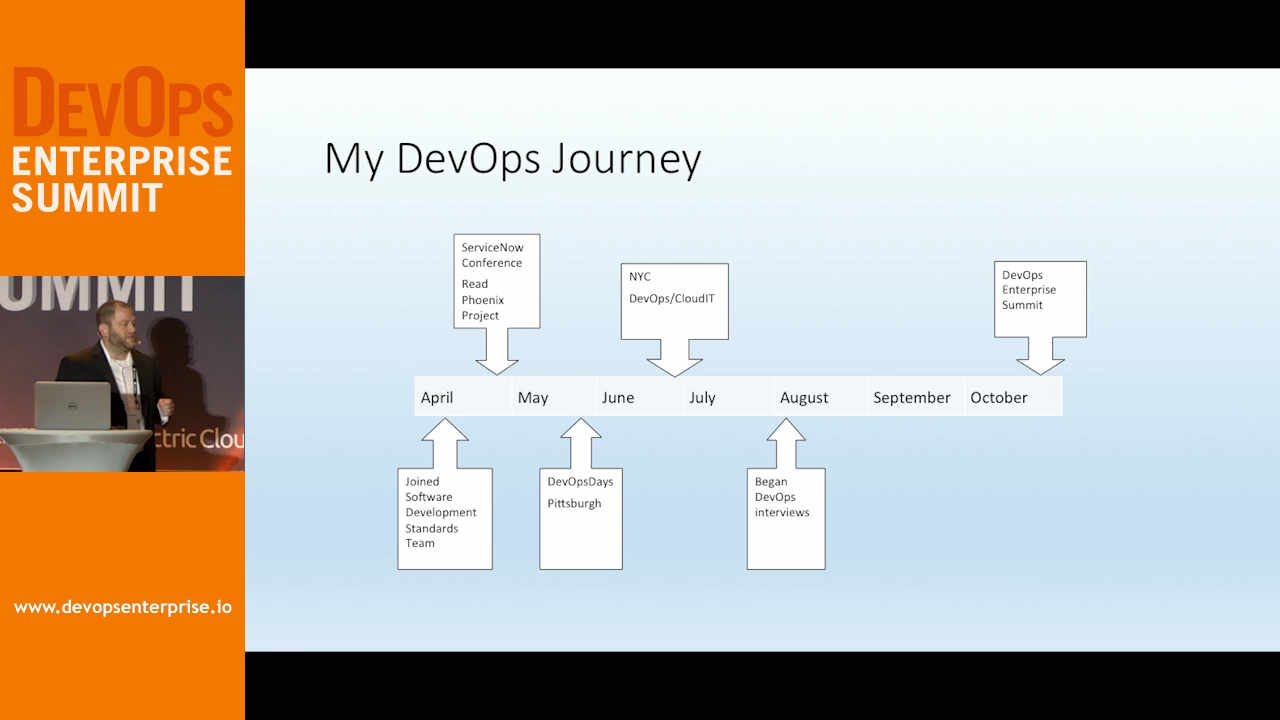 DEVOPS
ENTERPRISE
SUMMIT
UMMIT
ctric Clou
DELL
www.devopsenterprise.io
My DevOps Journey
ServiceNow
Conference
Read
Phoenix
Project
NYC
DevOps/CloudIT
DevOps
Enterprise
Summit
April
May
June
July
August
September
October
Joined
Software
Development
Standards
Team
DevOpsDays
Pittsburgh
Began
DevOps
interviews